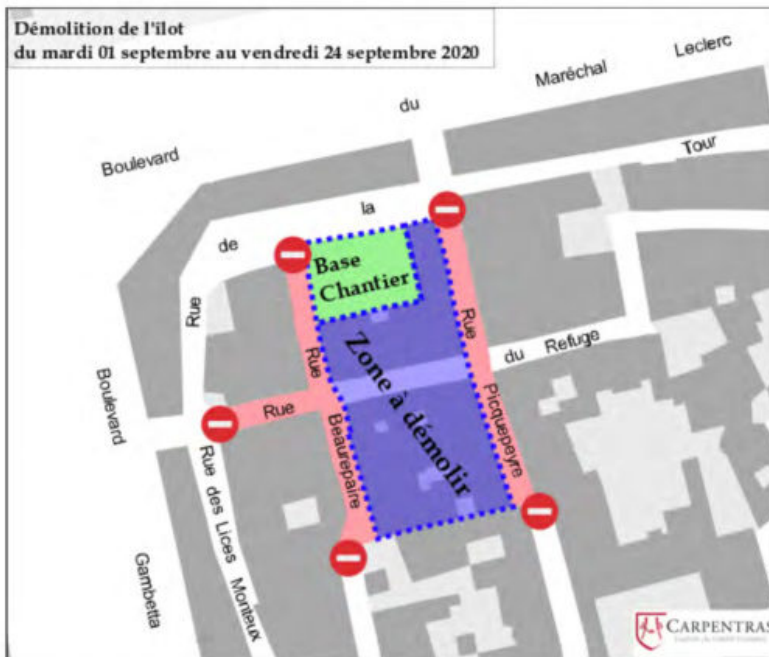 Démolition de l'îlot
du mardi 01 septembre au vendredi 24 septembre 2020
Boulevard du Maréchal Leclerc
Rue de la Tour
Base
Chantier
Zone à démolir
Rue Beaurepaire
Rue Picquepeyre
Rue du Refuge
Rue des Lices Monteux
Boulevard Gambetta
CARPENTRAS